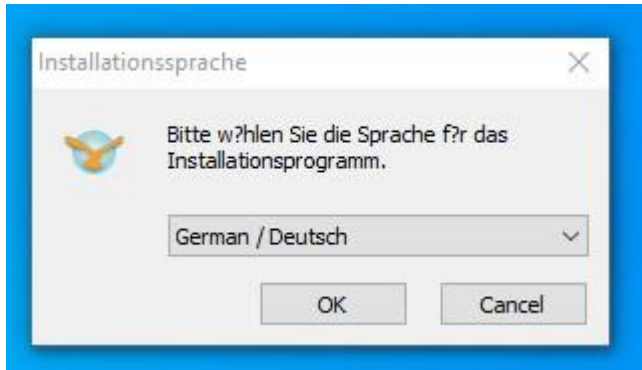 Installationssprache
Bitte w?hlen Sie die Sprache f?r das
Installationsprogramm.
German / Deutsch
OK
Cancel